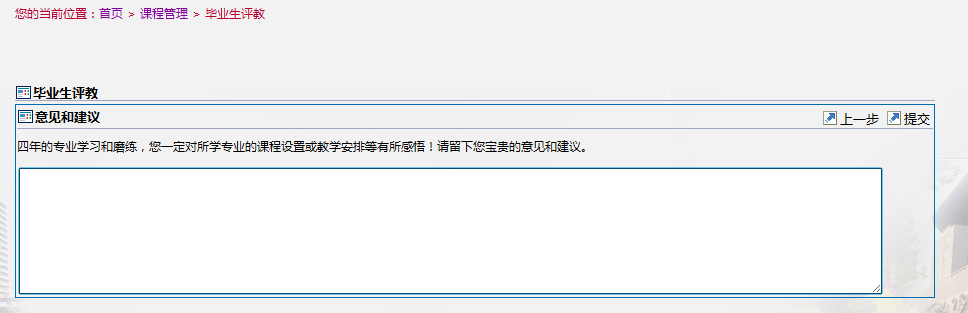 您的当前位置：首页 > 课程管理 > 毕业生评教
毕业生评教
意见和建议 上一步 提交
四年的专业学习和磨练，您一定对所学专业的课程设置或教学安排等有所感悟！请留下您宝贵的意见和建议。